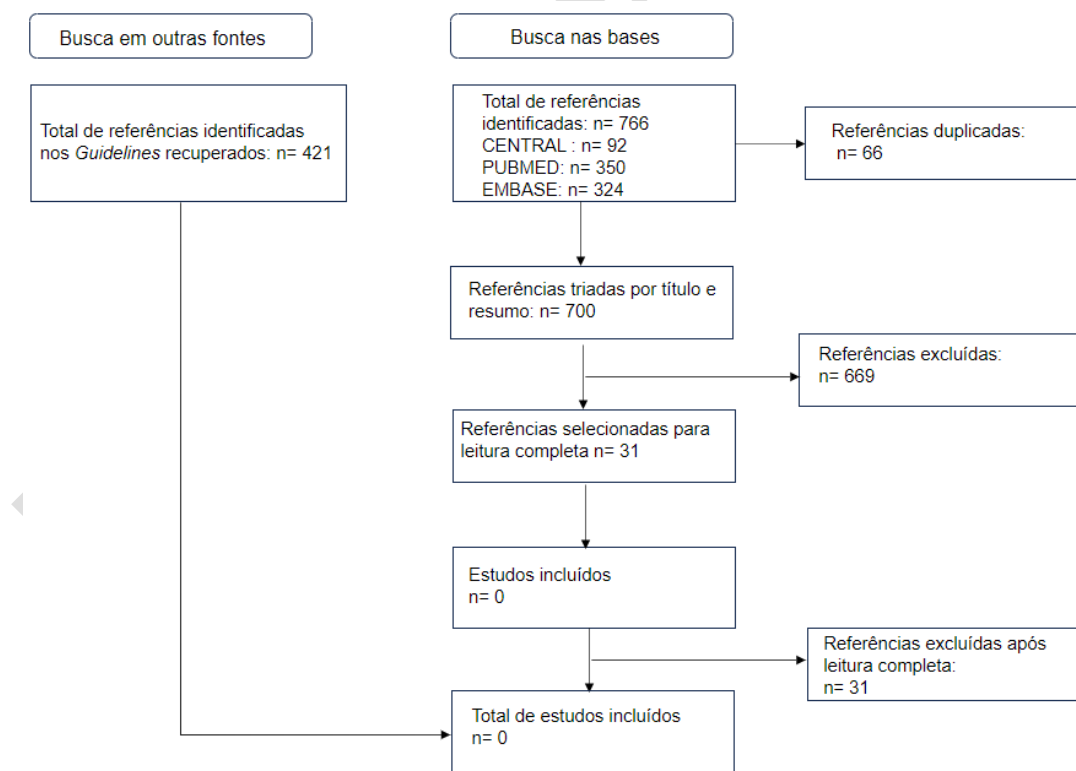 Busca em outras fontes
Busca nas bases
Total de referências identificadas
nos Guidelines recuperados: n= 421
Total de referências
identificadas: n= 766
CENTRAL : n= 92
PUBMED: n= 350
EMBASE: n= 324
Referências duplicadas:
n= 66
Referências triadas por título e
resumo: n= 700
Referências excluídas:
n= 669
Referências selecionadas para
leitura completa n= 31
Estudos incluídos
n= 0
Referências excluídas após
leitura completa:
n= 31
Total de estudos incluídos
n= 0